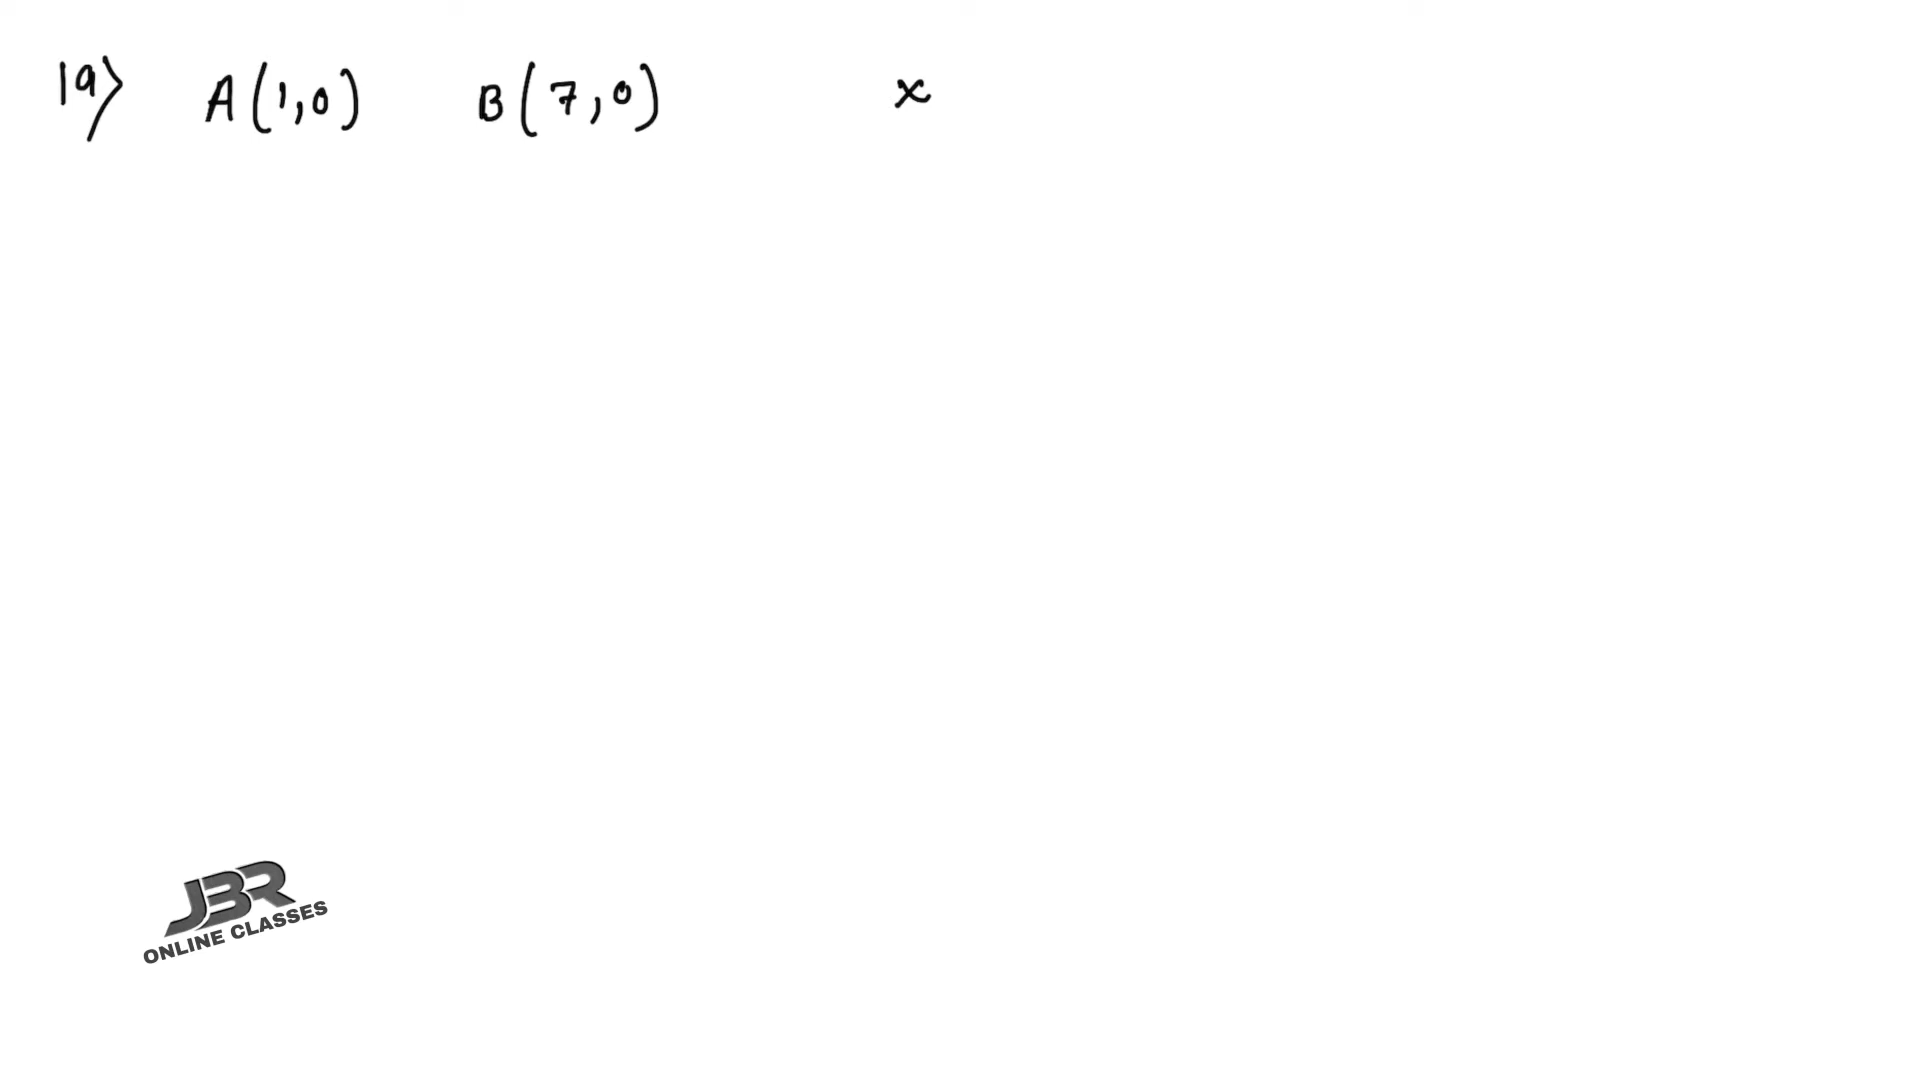 19) A(1,0) B(7,0) x
JBR
ONLINE CLASSES